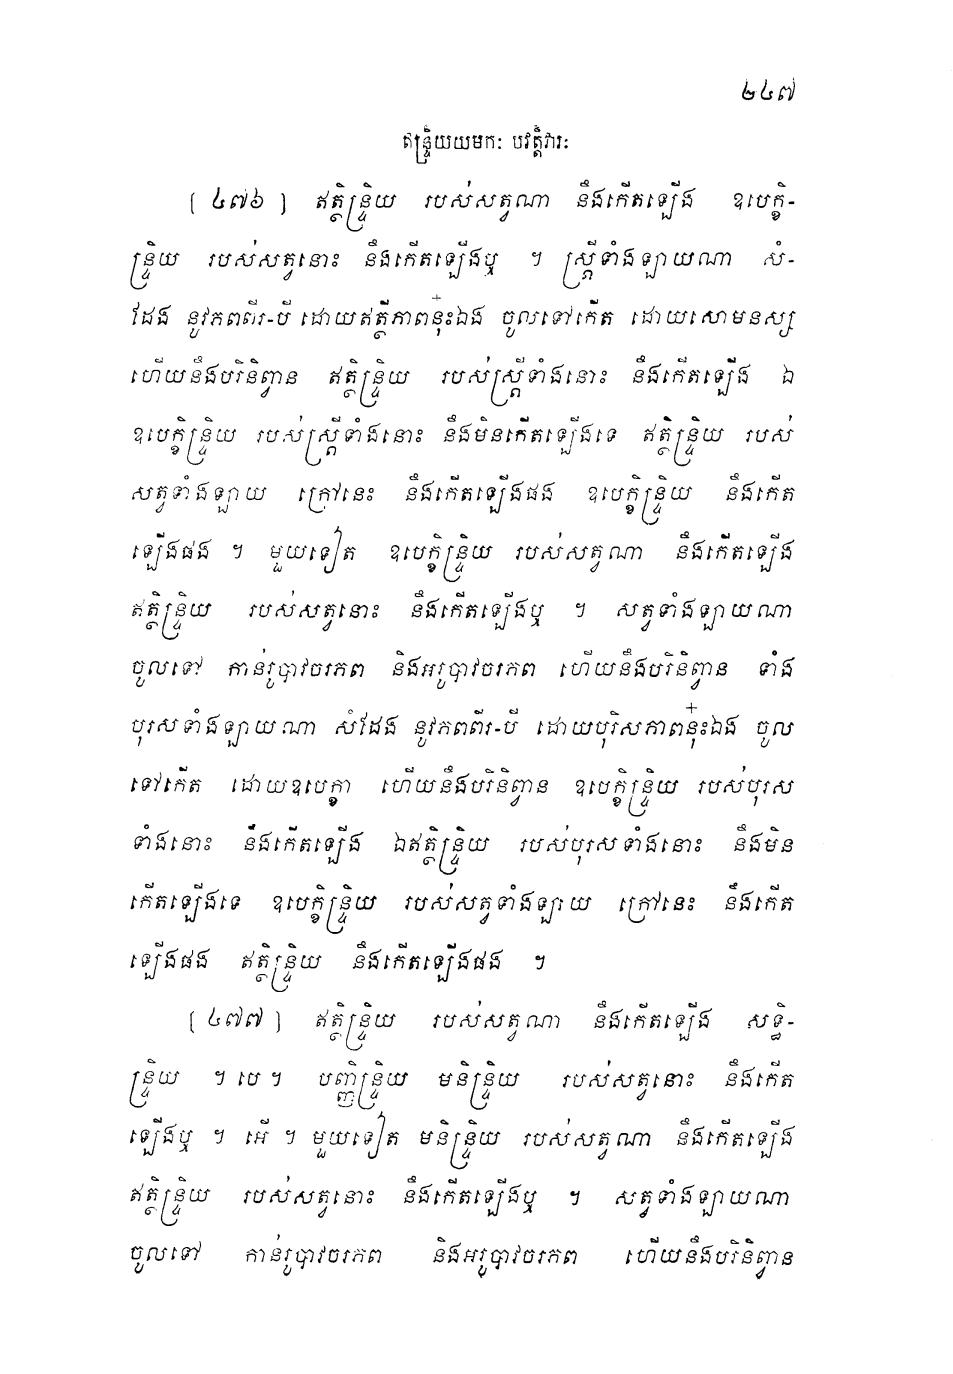 ២៤៧
ឥន្ទ្រិយយមកៈ បវត្តិវារៈ
[ ៤៧៦ ] ឥត្ថិន្ទ្រិយ របស់សត្វណា នឹងកើតឡើង ឧបេក្ខិ-
ន្ទ្រិយ របស់សត្វនោះ នឹងកើតឡើងឬ ។ ស្ត្រីទាំងឡាយណា សំ-
ដែង នូវភពពីរ-បី ដោយឥត្ថីភាពនុ៎ះឯង ចូលទៅកើត ដោយសោមនស្ស
ហើយនឹងបរិនិព្វាន ឥត្ថិន្ទ្រិយ របស់ស្ត្រីទាំងនោះ នឹងកើតឡើង ឯ
ឧបេក្ខិន្ទ្រិយ របស់ស្ត្រីទាំងនោះ នឹងមិនកើតឡើងទេ ឥត្ថិន្ទ្រិយ របស់
សត្វទាំងឡាយ ក្រៅនេះ នឹងកើតឡើងផង ឧបេក្ខិន្ទ្រិយ នឹងកើត
ឡើងផង ។ មួយទៀត ឧបេក្ខិន្ទ្រិយ របស់សត្វណា នឹងកើតឡើង
ឥត្ថិន្ទ្រិយ របស់សត្វនោះ នឹងកើតឡើងឬ ។ សត្វទាំងឡាយណា
ចូលទៅ កាន់រូបាវចរភព និងអរូបាវចរភព ហើយនឹងបរិនិព្វាន ទាំង
បុរសទាំងឡាយណា សំដែង នូវភពពីរ-បី ដោយបុរិសភាពនុ៎ះឯង ចូល
ទៅកើត ដោយឧបេក្ខា ហើយនឹងបរិនិព្វាន ឧបេក្ខិន្ទ្រិយ របស់បុរស
ទាំងនោះ នឹងកើតឡើង ឯឥត្ថិន្ទ្រិយ របស់បុរសទាំងនោះ នឹងមិន
កើតឡើងទេ ឧបេក្ខិន្ទ្រិយ របស់សត្វទាំងឡាយ ក្រៅនេះ នឹងកើត
ឡើងផង ឥត្ថិន្ទ្រិយ នឹងកើតឡើងផង ។
[ ៤៧៧ ] ឥត្ថិន្ទ្រិយ របស់សត្វណា នឹងកើតឡើង សទ្ធិ-
ន្ទ្រិយ ។ បេ ។ បញ្ញិន្ទ្រិយ មនិន្ទ្រិយ របស់សត្វនោះ នឹងកើត
ឡើងឬ ។ អើ ។ មួយទៀត មនិន្ទ្រិយ របស់សត្វណា នឹងកើតឡើង
ឥត្ថិន្ទ្រិយ របស់សត្វនោះ នឹងកើតឡើងឬ ។ សត្វទាំងឡាយណា
ចូលទៅ កាន់រូបាវចរភព និងអរូបាវចរភព ហើយនឹងបរិនិព្វាន